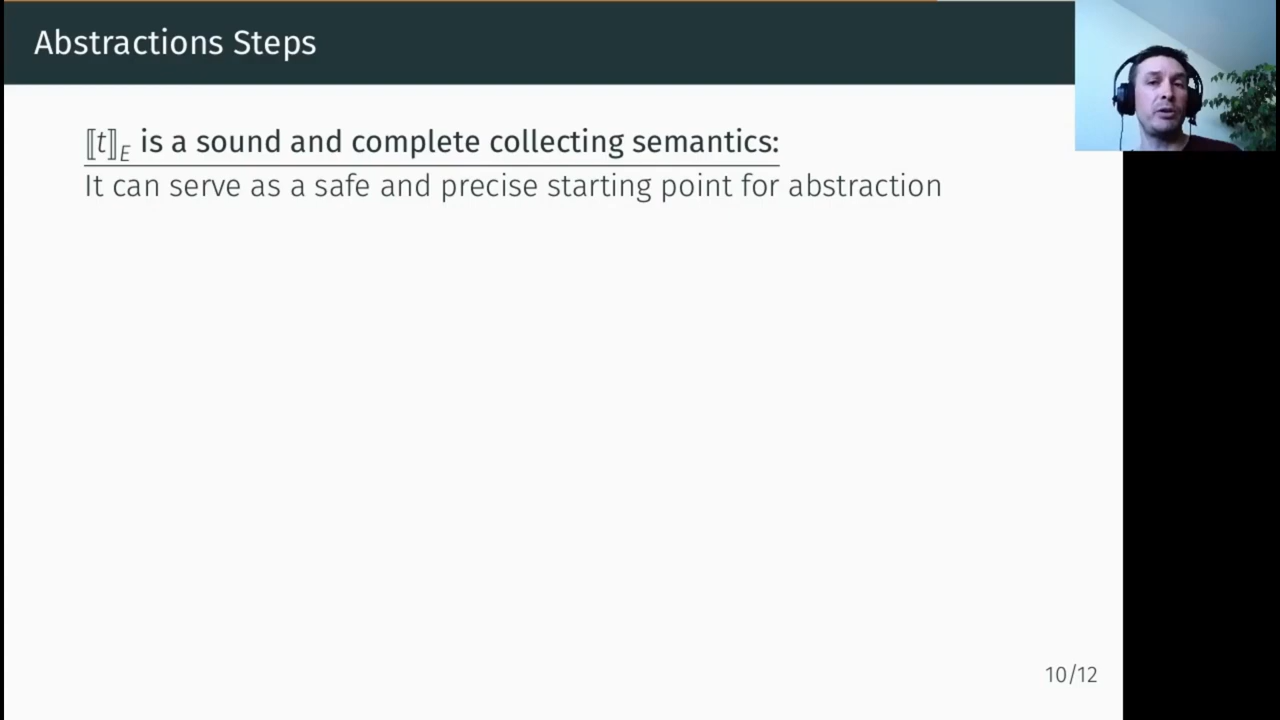 Abstractions Steps
⟦t⟧_E is a sound and complete collecting semantics:
It can serve as a safe and precise starting point for abstraction
10/12